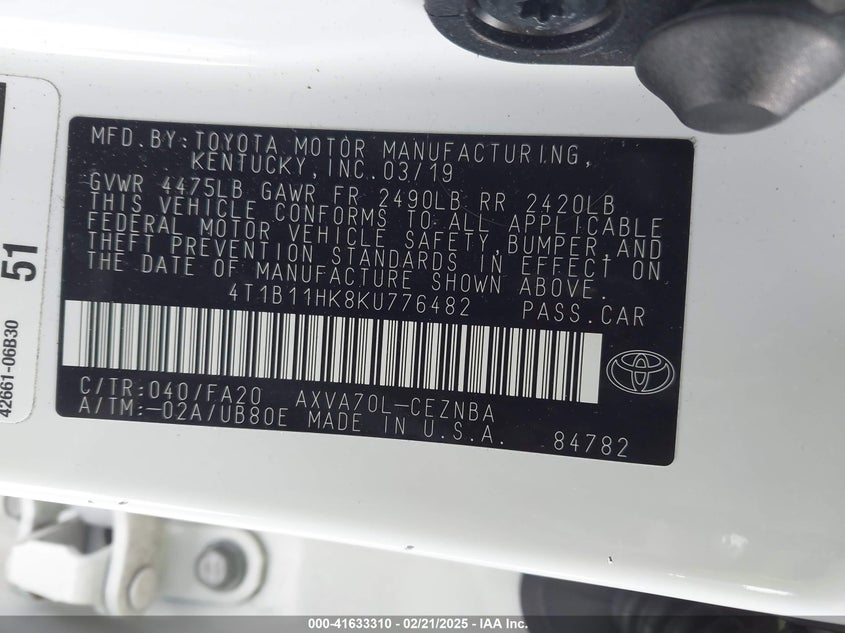 MFD. BY: TOYOTA MOTOR MANUFACTURING,
KENTUCKY, INC. 03/19
GVWR 4475LB GAWR FR 2490LB RR 2420LB
THIS VEHICLE CONFORMS TO ALL APPLICABLE
FEDERAL MOTOR VEHICLE SAFETY, BUMPER, AND
THEFT PREVENTION STANDARDS IN EFFECT ON
THE DATE OF MANUFACTURE SHOWN ABOVE.
4T1B11HK8KU776482 PASS. CAR
C/TR: 040/FA20 AXVA70L-CEZNBA
A/TM: -02A/UB80E MADE IN U.S.A. 84782
51
42661-06B30
000-41633310 - 02/21/2025 - IAA Inc.